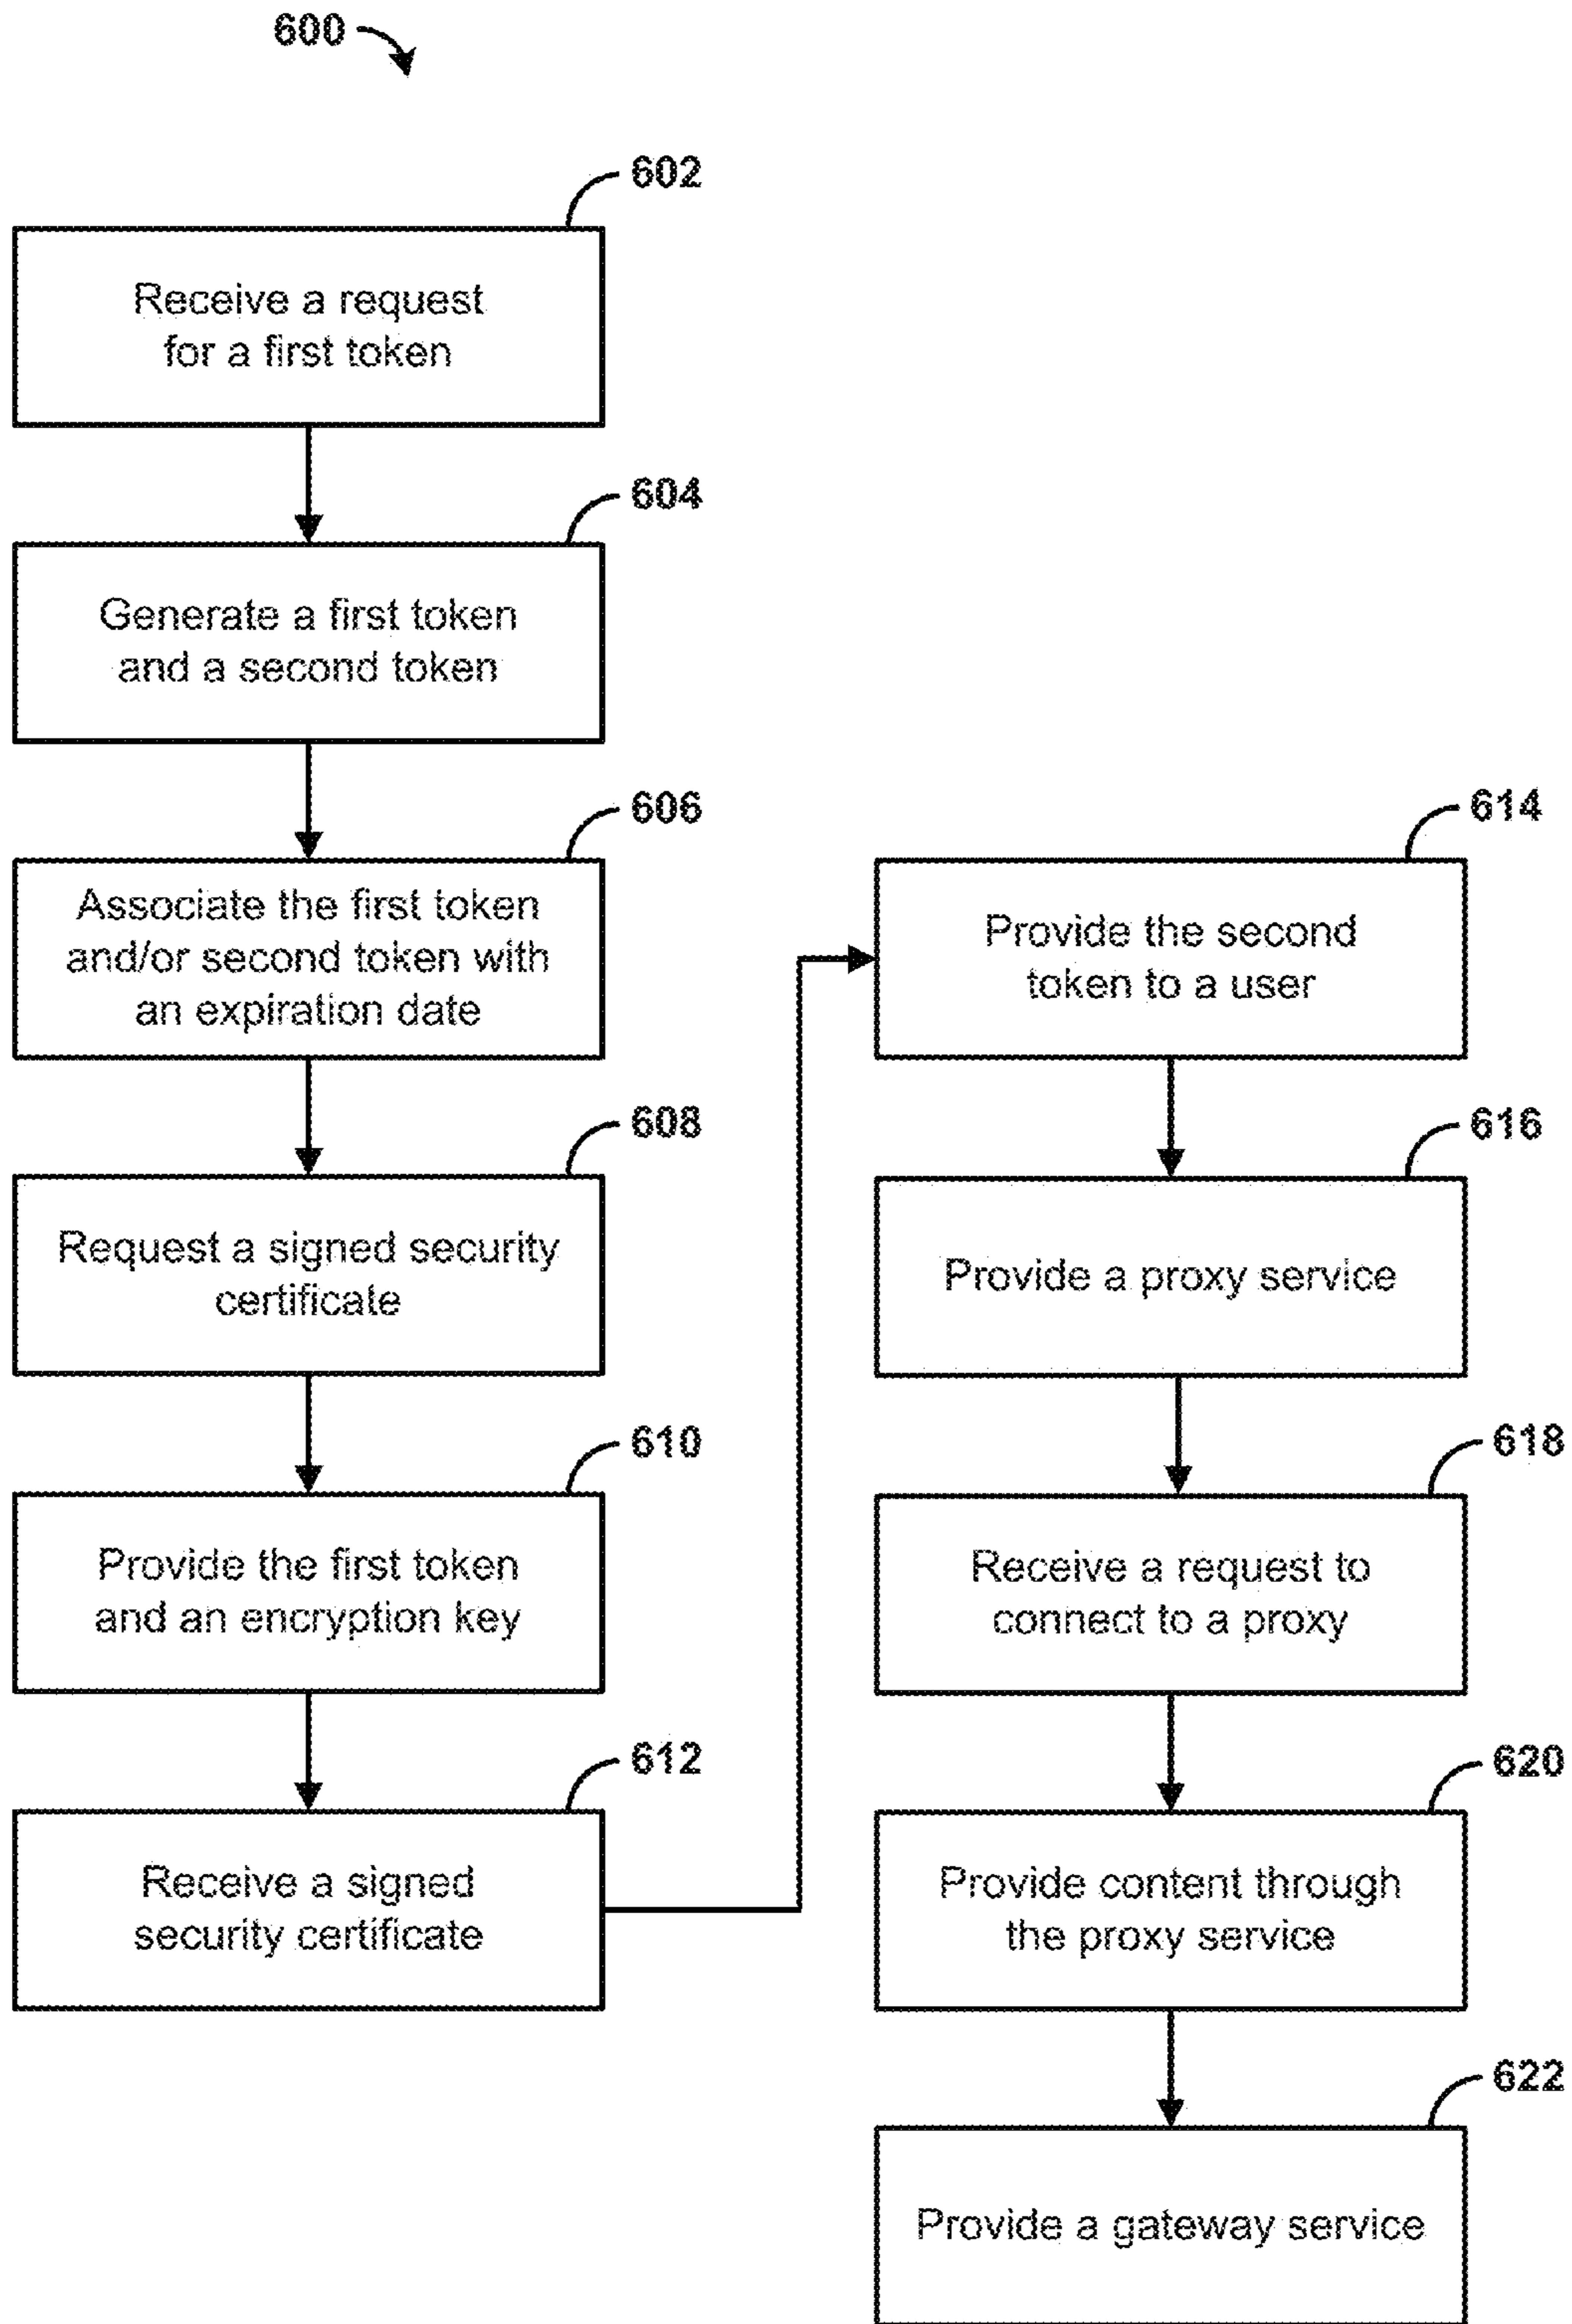 600
602
Receive a request
for a first token
604
Generate a first token
and a second token
606
Associate the first token
and/or second token with
an expiration date
608
Request a signed security
certificate
610
Provide the first token
and an encryption key
612
Receive a signed
security certificate
614
Provide the second
token to a user
616
Provide a proxy service
618
Receive a request to
connect to a proxy
620
Provide content through
the proxy service
622
Provide a gateway service